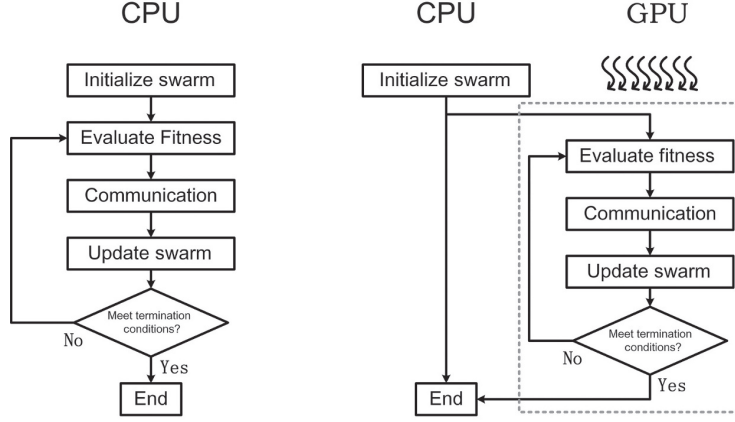 CPU
Initialize swarm
Evaluate Fitness
Communication
Update swarm
Meet termination
conditions?
No
Yes
End
CPU
GPU
Initialize swarm
Evaluate fitness
Communication
Update swarm
Meet termination
conditions?
No
Yes
End